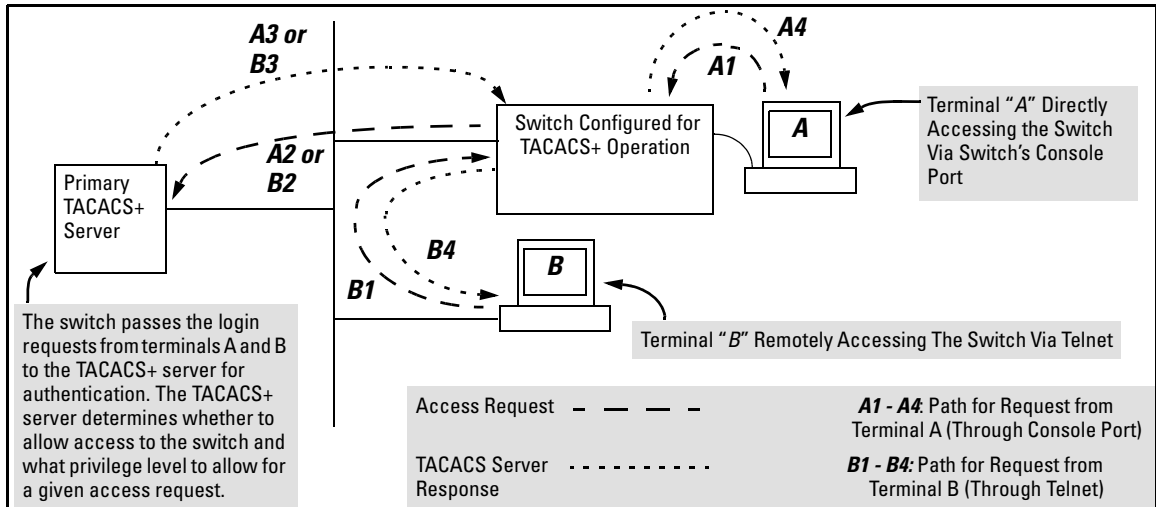 A3 or
B3
A4
A1
Switch Configured for
TACACS+ Operation
A
Terminal “A” Directly
Accessing the Switch
Via Switch’s Console
Port
A2 or
B2
Primary
TACACS+
Server
B4
B
B1
The switch passes the login
requests from terminals A and B
to the TACACS+ server for
authentication. The TACACS+
server determines whether to
allow access to the switch and
what privilege level to allow for
a given access request.
Terminal “B” Remotely Accessing The Switch Via Telnet
Access Request
A1 - A4: Path for Request from
Terminal A (Through Console Port)
TACACS Server
Response
B1 - B4: Path for Request from
Terminal B (Through Telnet)